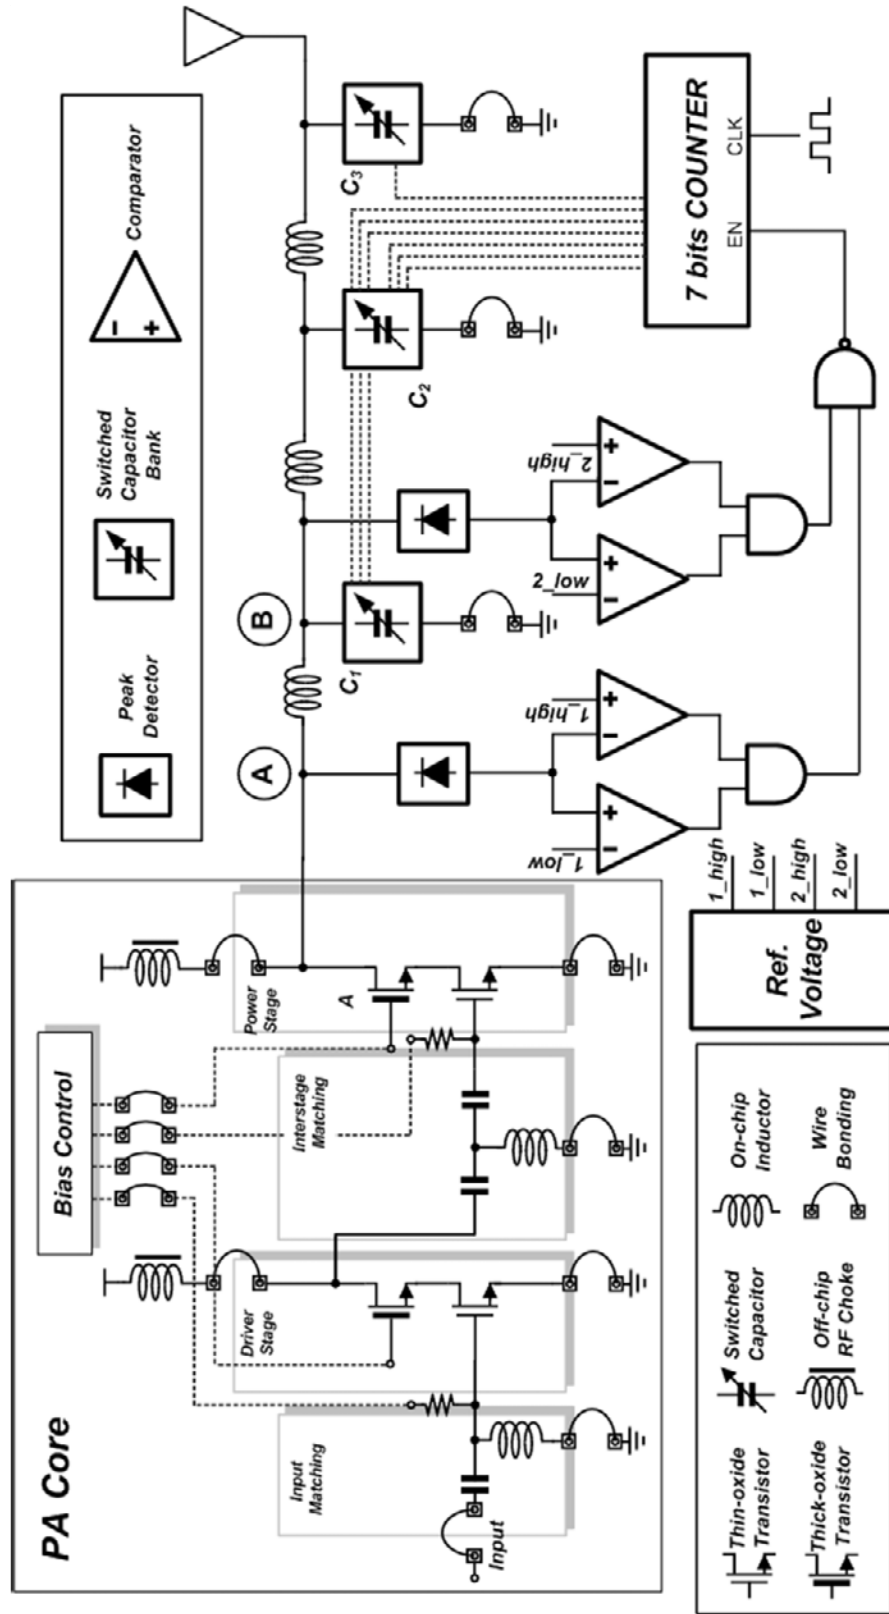 PA Core
Bias Control
Input
Matching
Driver
Stage
Interstage
Matching
Power
Stage
A
Input
Peak
Detector
Switched
Capacitor
Bank
Comparator
−
+
A
B
C1
C2
C3
1_low
1_high
2_low
2_high
−
+
−
+
−
+
−
+
7 bits COUNTER
EN
CLK
Ref.
Voltage
1_high
1_low
2_high
2_low
Thin-oxide
Transistor
Switched
Capacitor
On-chip
Inductor
Thick-oxide
Transistor
Off-chip
RF Choke
Wire
Bonding